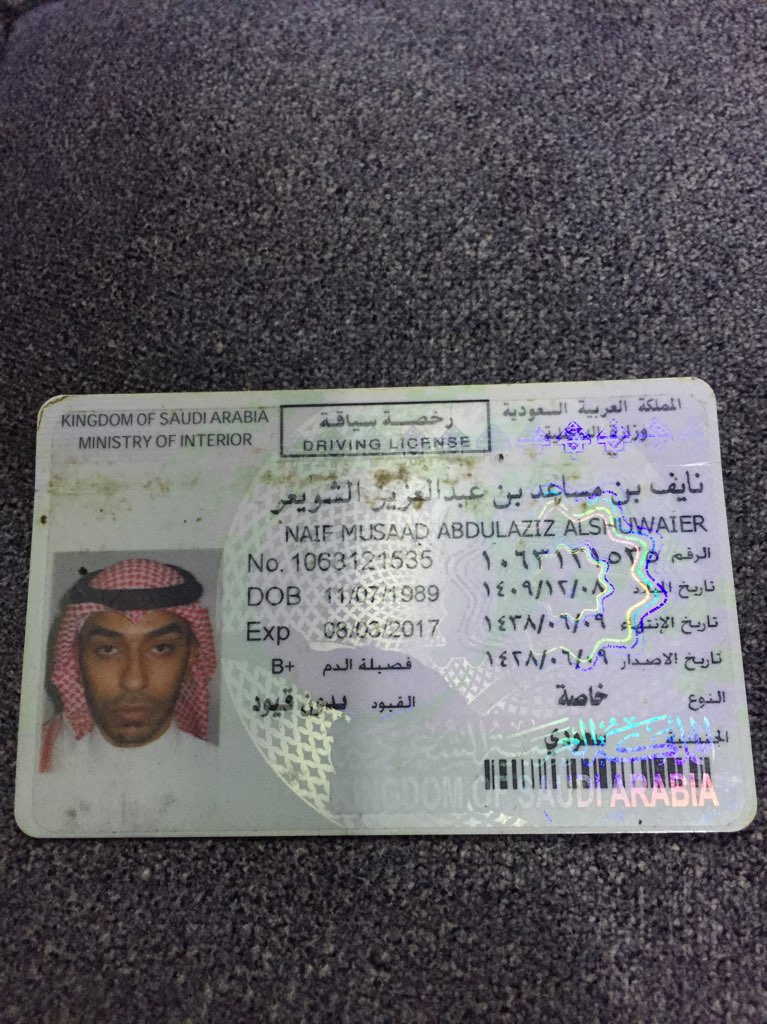 KINGDOM OF SAUDI ARABIA
MINISTRY OF INTERIOR
رخصة سياقة
DRIVING LICENSE
المملكة العربية السعودية
وزارة الداخلية
نايف بن مساعد بن عبدالعزيز الشويعر
NAIF MUSAAD ABDULAZIZ ALSHUWAIER
No. 1063121535 الرقم ١٠٦٣١٢١٥٣٥
DOB 11/07/1989 تاريخ الميلاد ١٤٠٩/١٢/٠٨
Exp 08/03/2017 تاريخ الإنتهاء ١٤٣٨/٠٦/٠٩
B+ فصيلة الدم تاريخ الاصدار ١٤٢٨/٠٦/٠٩
بدون قيود القيود النوع خاصة
الجنسية سعودي
KINGDOM OF SAUDI ARABIA